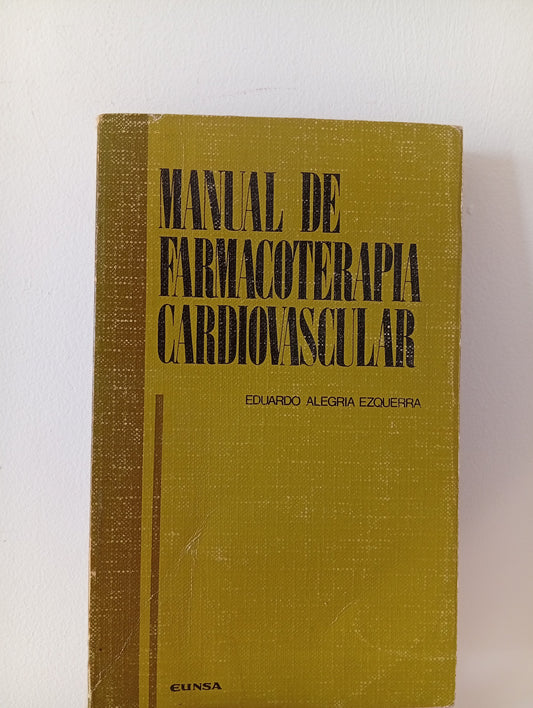 MANUAL DE
FARMACOTERAPIA
CARDIOVASCULAR
EDUARDO ALEGRIA EZQUERRA
EUNSA